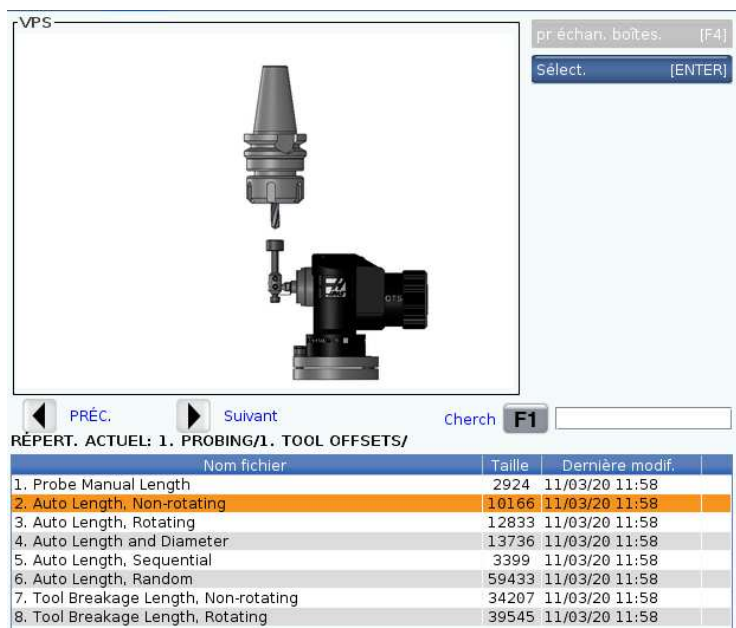 VPS
pr échan. boîtes. [F4]
Sélect. [ENTER]
OTS
PRÉC. Suivant Cherch F1
RÉPERT. ACTUEL: 1. PROBING/1. TOOL OFFSETS/
Nom fichier Taille Dernière modif.
1. Probe Manual Length 2924 11/03/20 11:58
2. Auto Length, Non-rotating 10166 11/03/20 11:58
3. Auto Length, Rotating 12833 11/03/20 11:58
4. Auto Length and Diameter 13736 11/03/20 11:58
5. Auto Length, Sequential 3399 11/03/20 11:58
6. Auto Length, Random 59433 11/03/20 11:58
7. Tool Breakage Length, Non-rotating 34207 11/03/20 11:58
8. Tool Breakage Length, Rotating 39545 11/03/20 11:58